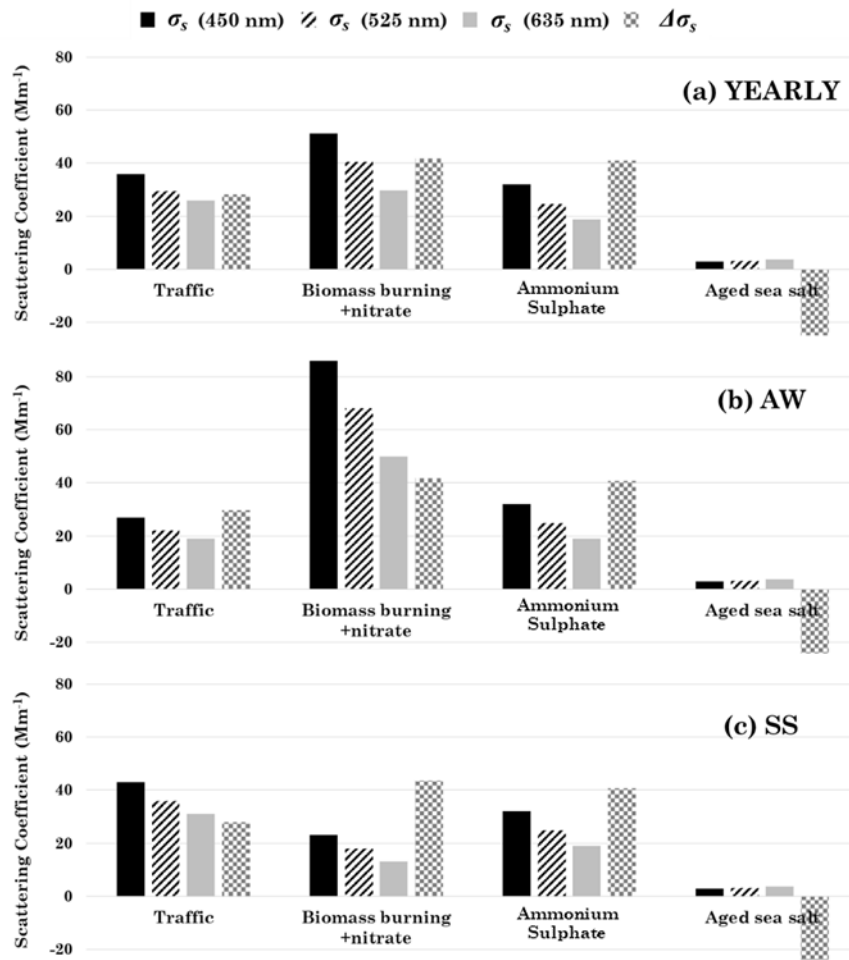 σs (450 nm) σs (525 nm) σs (635 nm) Δσs
80
(a) YEARLY
60
40
20
0
-20
Scattering Coefficient (Mm-1)
Traffic
Biomass burning
+nitrate
Ammonium
Sulphate
Aged sea salt
80
(b) AW
60
40
20
0
-20
Scattering Coefficient (Mm-1)
Traffic
Biomass burning
+nitrate
Ammonium
Sulphate
Aged sea salt
80
(c) SS
60
40
20
0
-20
Scattering Coefficient (Mm-1)
Traffic
Biomass burning
+nitrate
Ammonium
Sulphate
Aged sea salt